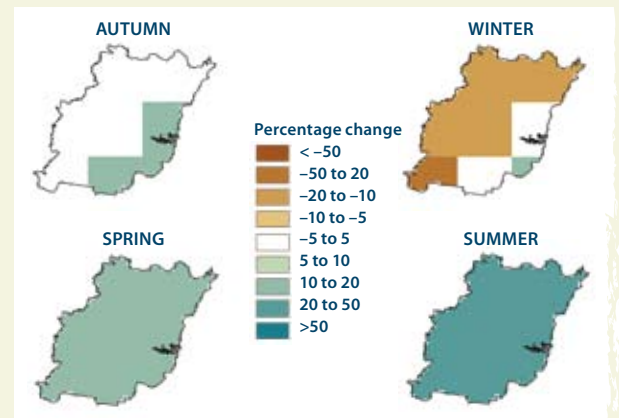 AUTUMN
WINTER
Percentage change
< –50
–50 to 20
–20 to –10
–10 to –5
–5 to 5
5 to 10
10 to 20
20 to 50
>50
SPRING
SUMMER